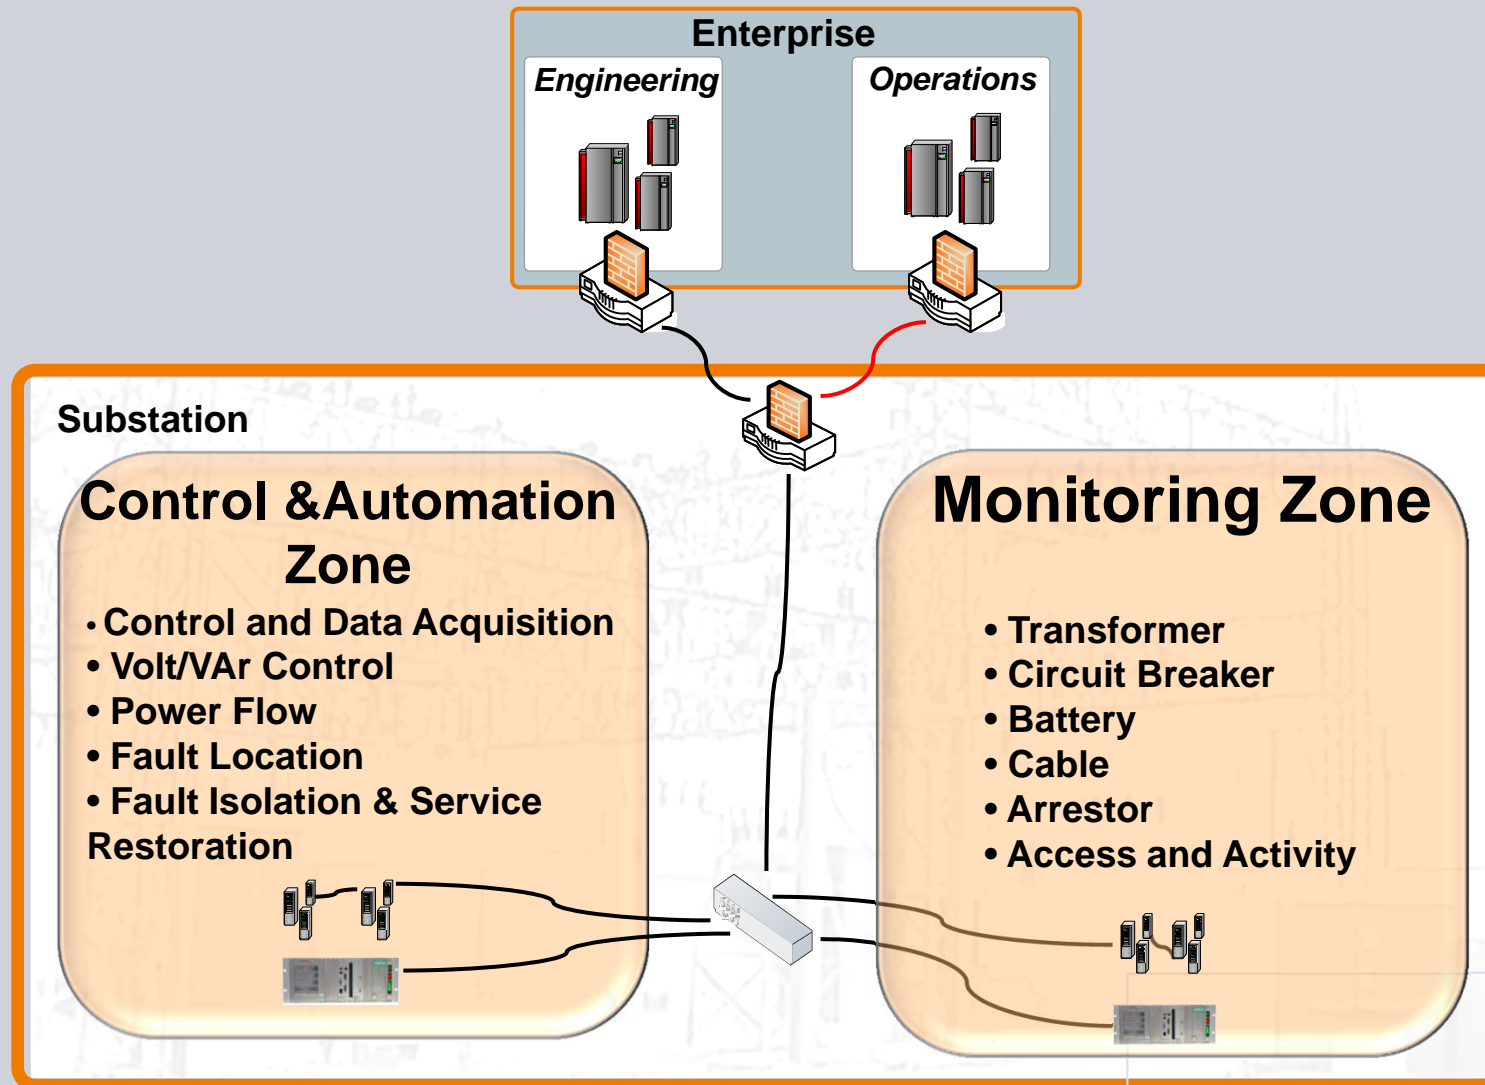 Enterprise
Engineering
Operations
Substation
Control &Automation
Zone
• Control and Data Acquisition
• Volt/VAr Control
• Power Flow
• Fault Location
• Fault Isolation & Service
Restoration
Monitoring Zone
• Transformer
• Circuit Breaker
• Battery
• Cable
• Arrestor
• Access and Activity